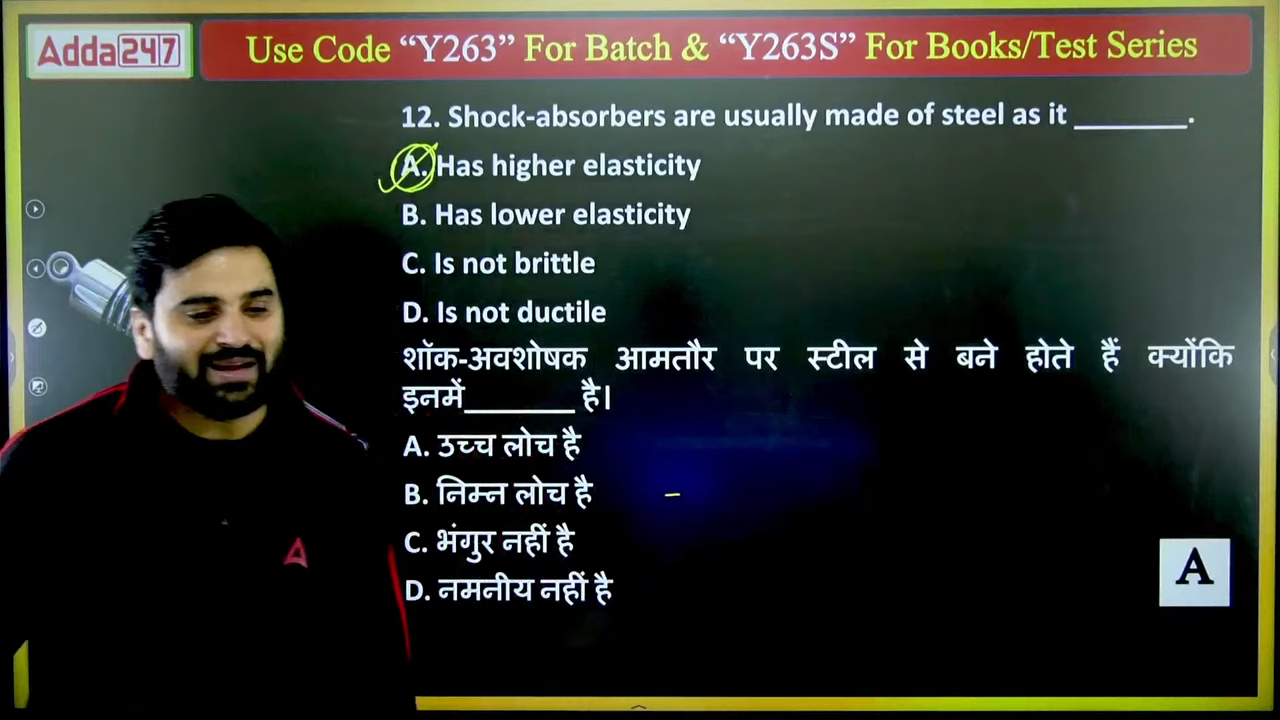 Adda247
Use Code “Y263” For Batch & “Y263S” For Books/Test Series
12. Shock-absorbers are usually made of steel as it ________.
A. Has higher elasticity
B. Has lower elasticity
C. Is not brittle
D. Is not ductile
शॉक-अवशोषक आमतौर पर स्टील से बने होते हैं क्योंकि
इनमें________ है।
A. उच्च लोच है
B. निम्न लोच है
C. भंगुर नहीं है
D. नमनीय नहीं है
A